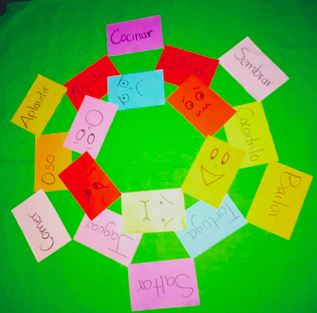 Cocinar
Sembrar
Aplaudir
Cocodrilo
Oso
Bailar
Comer
Jaguar
Tortuga
Saltar